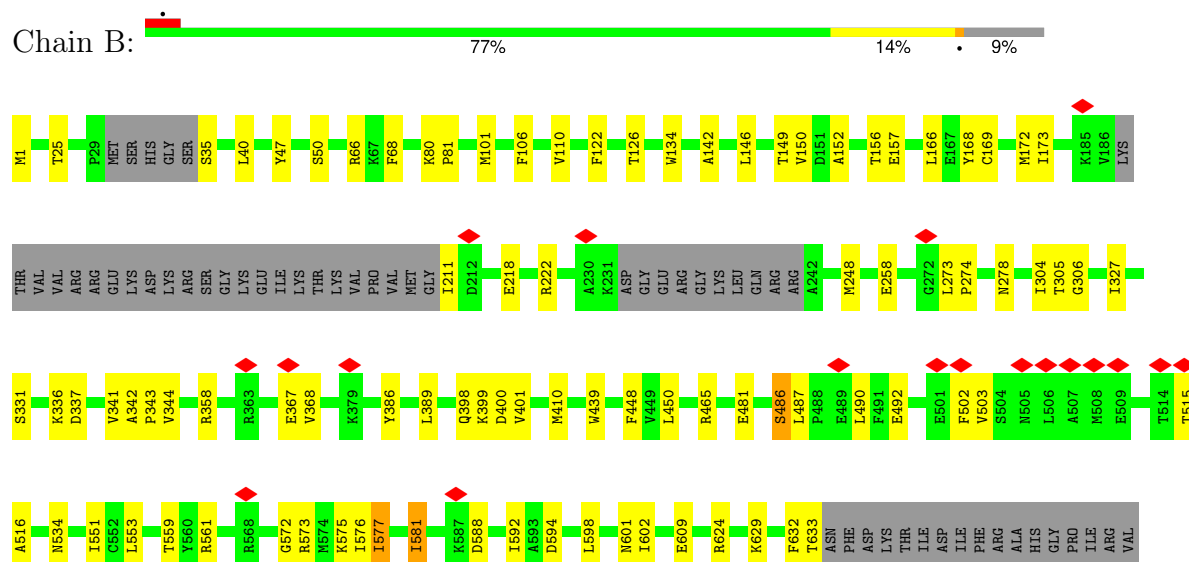 Chain B:
77% 14% • 9%
M1 T25 P29 MET SER HIS GLY SER S35 L40 Y47 S50 R66 K67 F68 K80 P81 M101 F106 V110 F122 T126 W134 A142 L146 T149 V150 D151 A152 T156 E157 L166 E167 Y168 C169 M172 I173 K185 V186 LYS
THR VAL VAL ARG ARG GLU LYS ASP LYS ARG SER GLY LYS GLU ILE LYS THR LYS VAL PRO VAL MET GLY I211 D212 E218 R222 A230 K231 ASP GLY GLU ARG GLY LYS LEU GLN ARG ARG A242 M248 E258 G272 L273 P274 N278 I304 T305 G306 I327
S331 K336 D337 V341 A342 P343 V344 R358 R363 E367 V368 K379 Y386 L389 Q398 K399 D400 V401 M410 W439 F448 V449 L450 R465 E481 S486 L487 P488 E489 L490 F491 E492 E501 F502 V503 S504 N505 L506 A507 M508 E509 T514 T515
A516 N534 I551 C552 L553 T559 Y560 R561 R568 G572 R573 M574 K575 I576 I577 I581 K587 D588 I592 A593 D594 L598 N601 I602 E609 R624 K629 F632 T633 ASN PHE ASP LYS THR ILE ASP ILE PHE ARG ALA HIS GLY PRO ILE ARG VAL